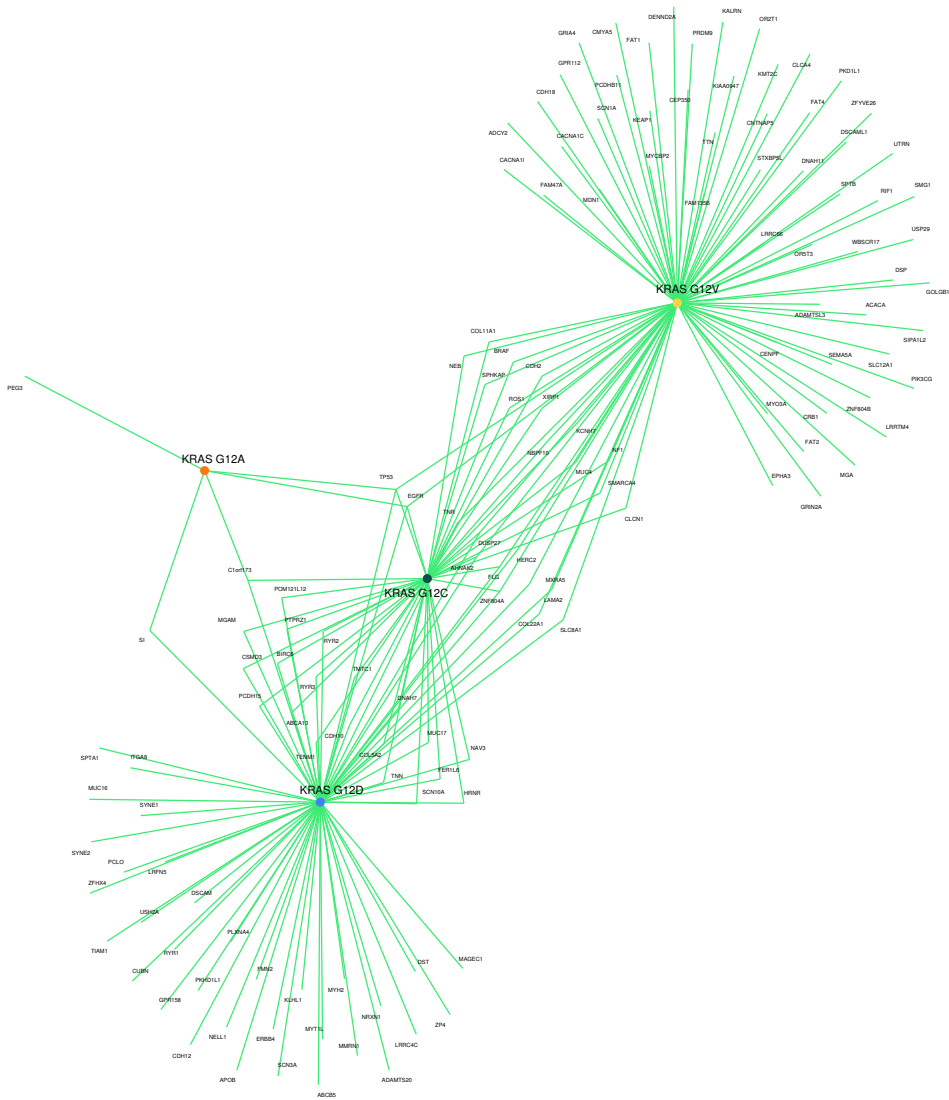 DENND2A
KALRN
OR2T1
CMYA5
GRIA4
FAT1
PRDM9
GPR112
CLCA4
KMT2C
PKD1L1
PCDHB11
KIAA0947
CDH18
CEP350
FAT4
SCN1A
ZFYVE26
KEAP1
CNTNAP5
ADCY2
CACNA1C
DSCAML1
TTN
UTRN
CACNA1I
MYCBP2
STXBP5L
DNAH11
FAM47A
SPTB
RIF1
SMG1
MDN1
FAM135B
USP29
LRRC66
WBSCR17
OR5T3
DSP
KRAS G12V
GOLGB1
ACACA
ADAMTSL3
COL11A1
SIPA1L2
BRAF
CENPF
SEMA5A
NEB
CDH2
SLC12A1
SPHKAP
PIK3CG
PEG3
ROS1
XIRP1
MYO3A
ZNF804B
CRB1
LRRTM4
KCNH7
FAT2
NBPF10
NF1
KRAS G12A
MUC4
TP53
EPHA3
MGA
SMARCA4
EGFR
GRIN2A
TNR
CLCN1
DUSP27
HERC2
C1orf173
AHNAK2
FLG
MXRA5
POM121L12
KRAS G12C
ZNF804A
LAMA2
MGAM
PTPRZ1
COL22A1
SLC8A1
SI
RYR2
CSMD3
BIRC6
TMTC1
RYR3
PCDH15
DNAH7
ABCA13
MUC17
CDH10
NAV3
SPTA1
ITGA8
TENM1
COL5A2
FER1L6
TNN
MUC16
KRAS G12D
SCN10A
HRNR
SYNE1
SYNE2
PCLO
LRFN5
ZFHX4
DSCAM
USH2A
PLXNA4
TIAM1
RYR1
DST
MAGEC1
CUBN
FMN2
PKHD1L1
MYH2
GPR158
KLHL1
NRXN1
ZP4
MYT1L
NELL1
ERBB4
LRRC4C
MMRN1
CDH12
SCN3A
APOB
ADAMTS20
ABCB5